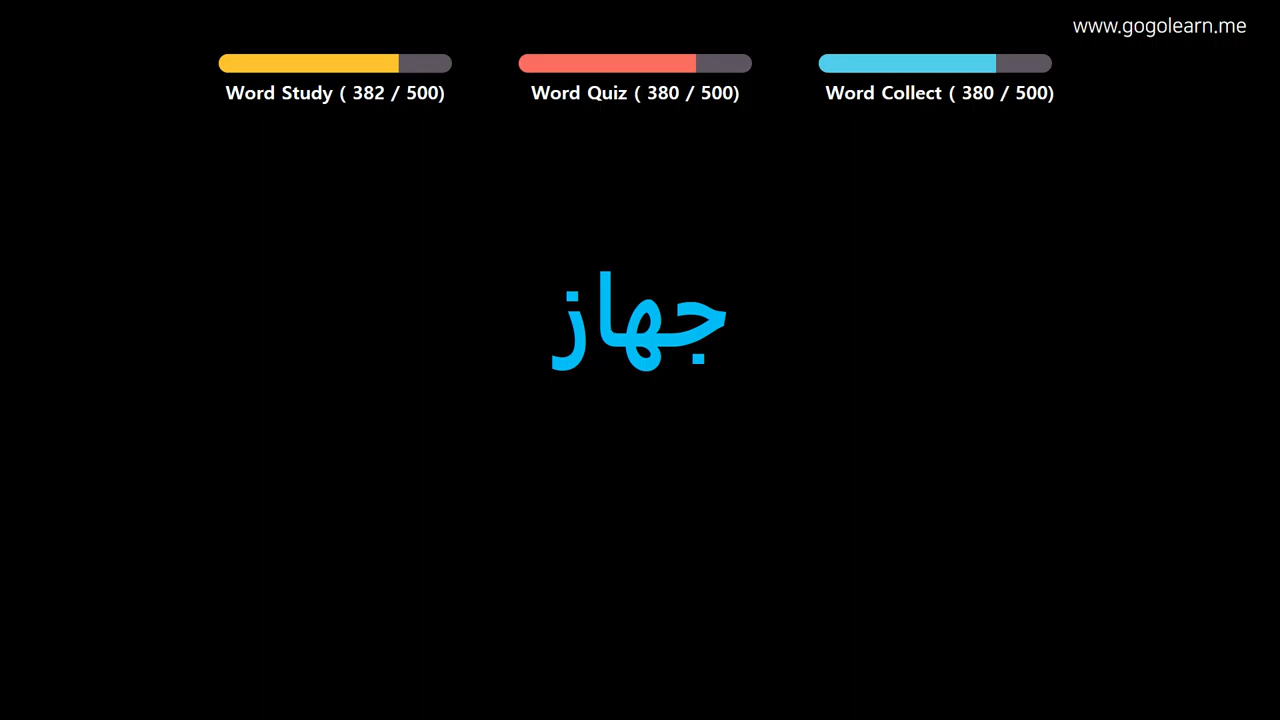 www.gogolearn.me
Word Study ( 382 / 500)
Word Quiz ( 380 / 500)
Word Collect ( 380 / 500)
جهاز